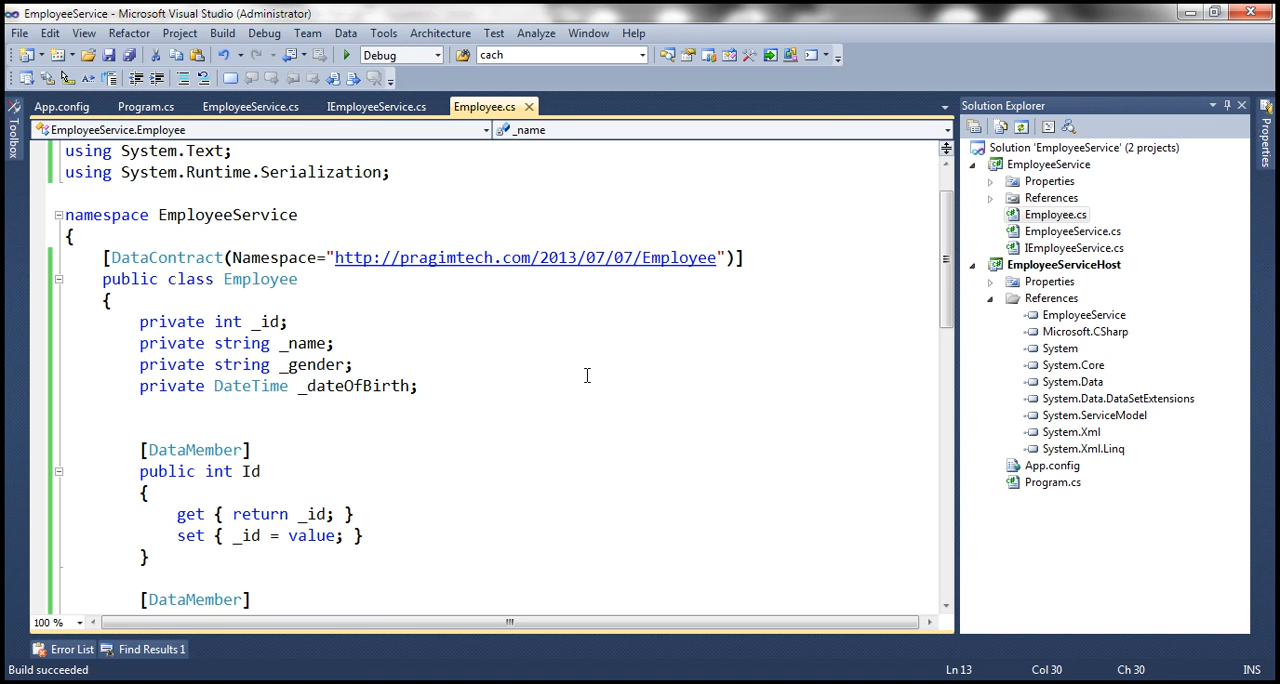 EmployeeService - Microsoft Visual Studio (Administrator)
File Edit View Refactor Project Build Debug Team Data Tools Architecture Test Analyze Window Help
Debug cach
App.config Program.cs EmployeeService.cs IEmployeeService.cs Employee.cs
EmployeeService.Employee _name
Toolbox
using System.Text;
using System.Runtime.Serialization;
namespace EmployeeService
{
[DataContract(Namespace="http://pragimtech.com/2013/07/07/Employee")]
public class Employee
{
private int _id;
private string _name;
private string _gender;
private DateTime _dateOfBirth;
[DataMember]
public int Id
{
get { return _id; }
set { _id = value; }
}
[DataMember]
100 %
Solution Explorer
Solution 'EmployeeService' (2 projects)
EmployeeService
Properties
References
Employee.cs
EmployeeService.cs
IEmployeeService.cs
EmployeeServiceHost
Properties
References
EmployeeService
Microsoft.CSharp
System
System.Core
System.Data
System.Data.DataSetExtensions
System.ServiceModel
System.Xml
System.Xml.Linq
App.config
Program.cs
Properties
Error List Find Results 1
Build succeeded Ln 13 Col 30 Ch 30 INS